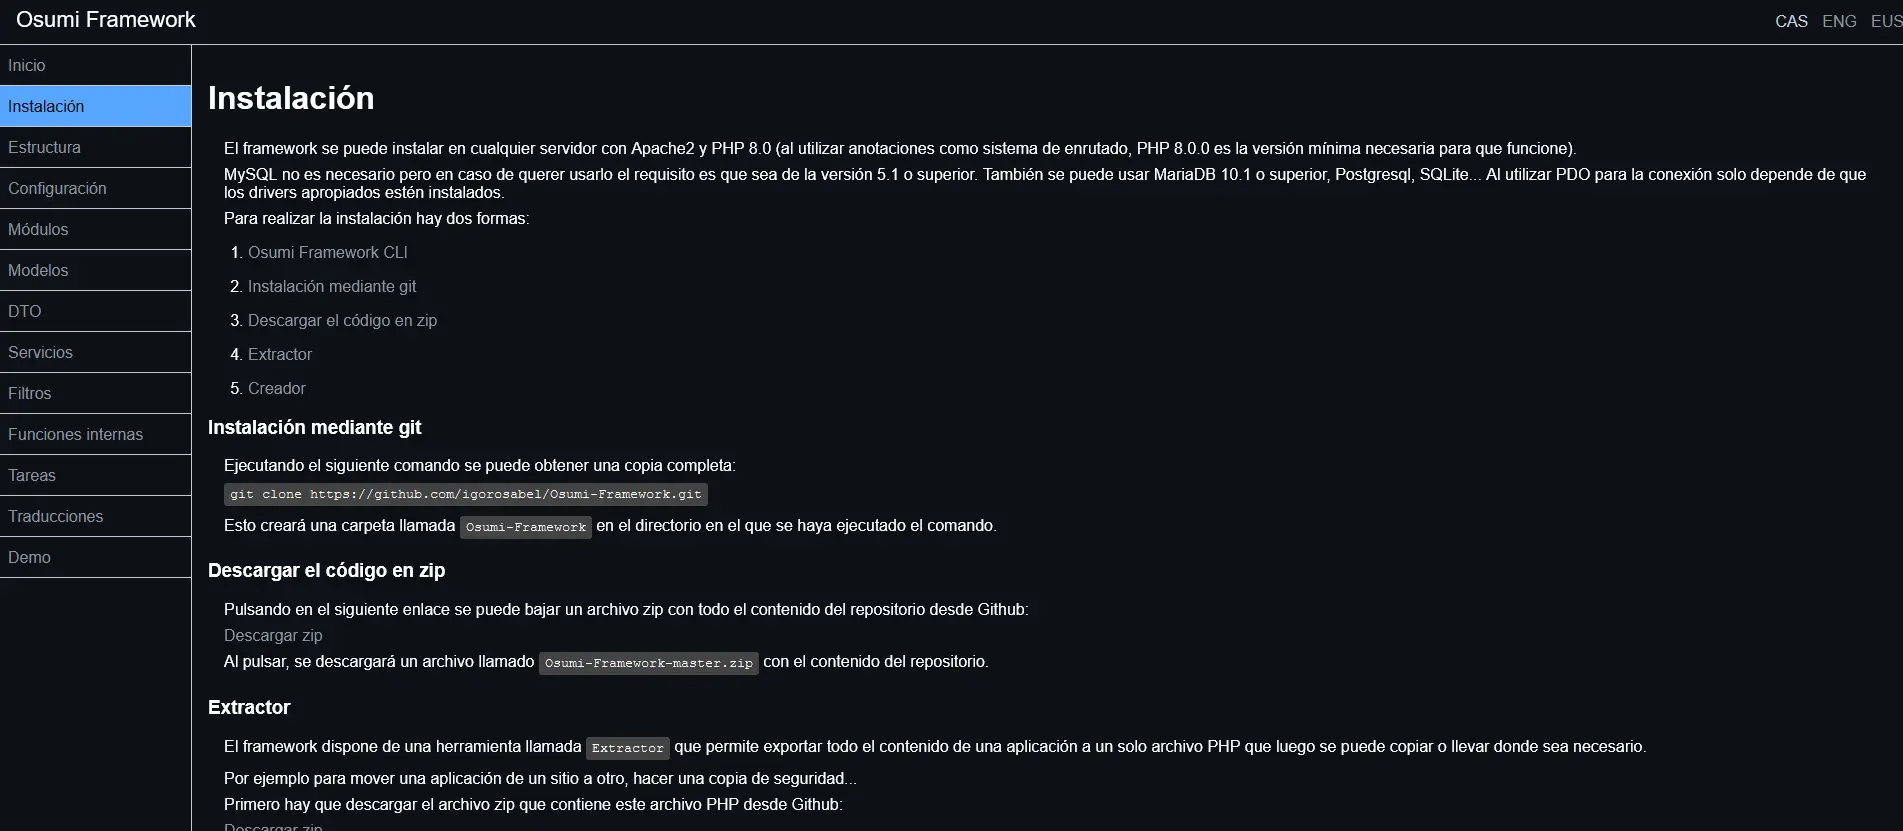 Osumi Framework
CAS ENG EUS
Inicio
Instalación
Estructura
Configuración
Módulos
Modelos
DTO
Servicios
Filtros
Funciones internas
Tareas
Traducciones
Demo
Instalación
El framework se puede instalar en cualquier servidor con Apache2 y PHP 8.0 (al utilizar anotaciones como sistema de enrutado, PHP 8.0.0 es la versión mínima necesaria para que funcione).
MySQL no es necesario pero en caso de querer usarlo el requisito es que sea de la versión 5.1 o superior. También se puede usar MariaDB 10.1 o superior, Postgresql, SQLite... Al utilizar PDO para la conexión solo depende de que
los drivers apropiados estén instalados.
Para realizar la instalación hay dos formas:
1. Osumi Framework CLI
2. Instalación mediante git
3. Descargar el código en zip
4. Extractor
5. Creador
Instalación mediante git
Ejecutando el siguiente comando se puede obtener una copia completa:
git clone https://github.com/igorosabel/Osumi-Framework.git
Esto creará una carpeta llamada Osumi-Framework en el directorio en el que se haya ejecutado el comando.
Descargar el código en zip
Pulsando en el siguiente enlace se puede bajar un archivo zip con todo el contenido del repositorio desde Github:
Descargar zip
Al pulsar, se descargará un archivo llamado Osumi-Framework-master.zip con el contenido del repositorio.
Extractor
El framework dispone de una herramienta llamada Extractor que permite exportar todo el contenido de una aplicación a un solo archivo PHP que luego se puede copiar o llevar donde sea necesario.
Por ejemplo para mover una aplicación de un sitio a otro, hacer una copia de seguridad...
Primero hay que descargar el archivo zip que contiene este archivo PHP desde Github:
Descargar zip